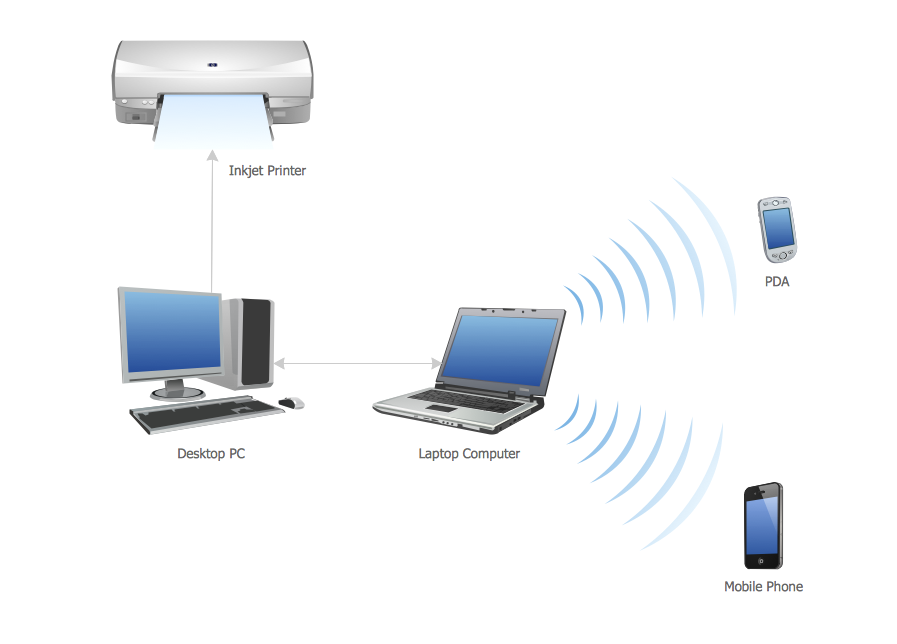 Inkjet Printer
PDA
Desktop PC
Laptop Computer
Mobile Phone